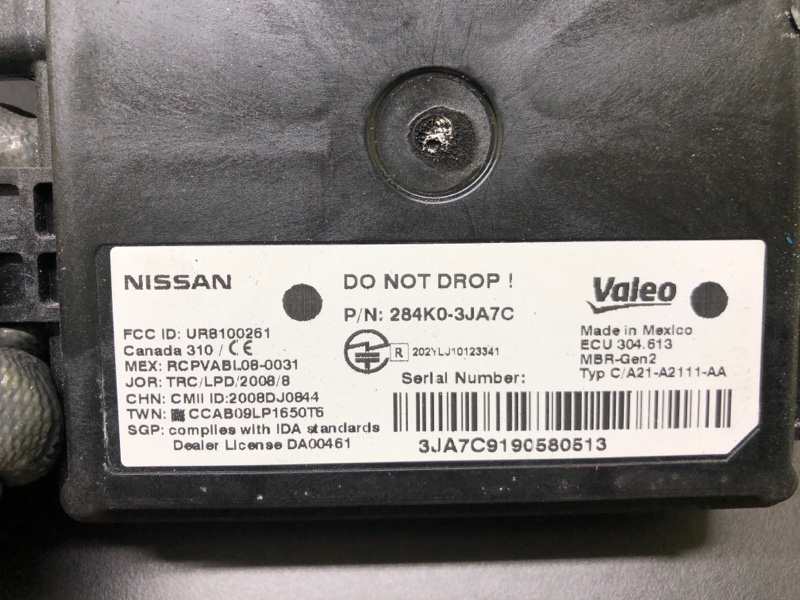 NISSAN
DO NOT DROP !
Valeo
P/N: 284K0-3JA7C
FCC ID: UR8100261
Canada 310 / CE
MEX: RCPVABL08-0031
JOR: TRC/LPD/2008/8
CHN: CMII ID:2008DJ0844
TWN: CCAB09LP1650T6
SGP: complies with IDA standards
Dealer License DA00461
R 202YLJ10123341
Made in Mexico
ECU 304.613
MBR-Gen2
Typ C/A21-A2111-AA
Serial Number:
3JA7C9190580513